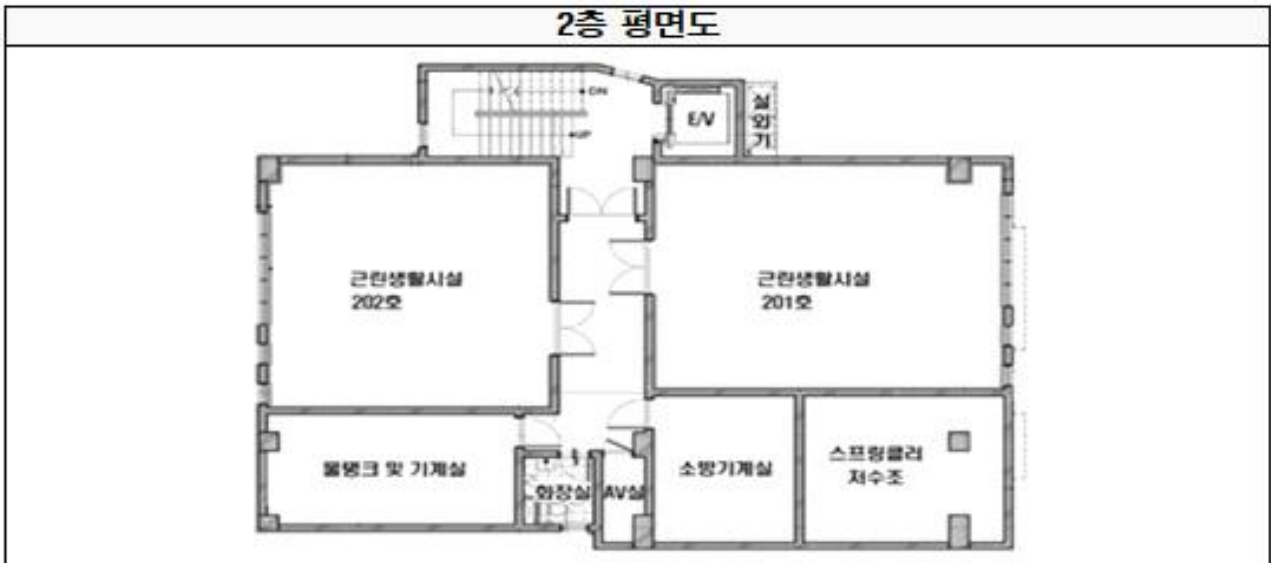 2층 평면도
DN
UP
E/V
실외기
근린생활시설
202호
근린생활시설
201호
물탱크 및 기계실
화장실
AV실
소방기계실
스프링클러
저수조